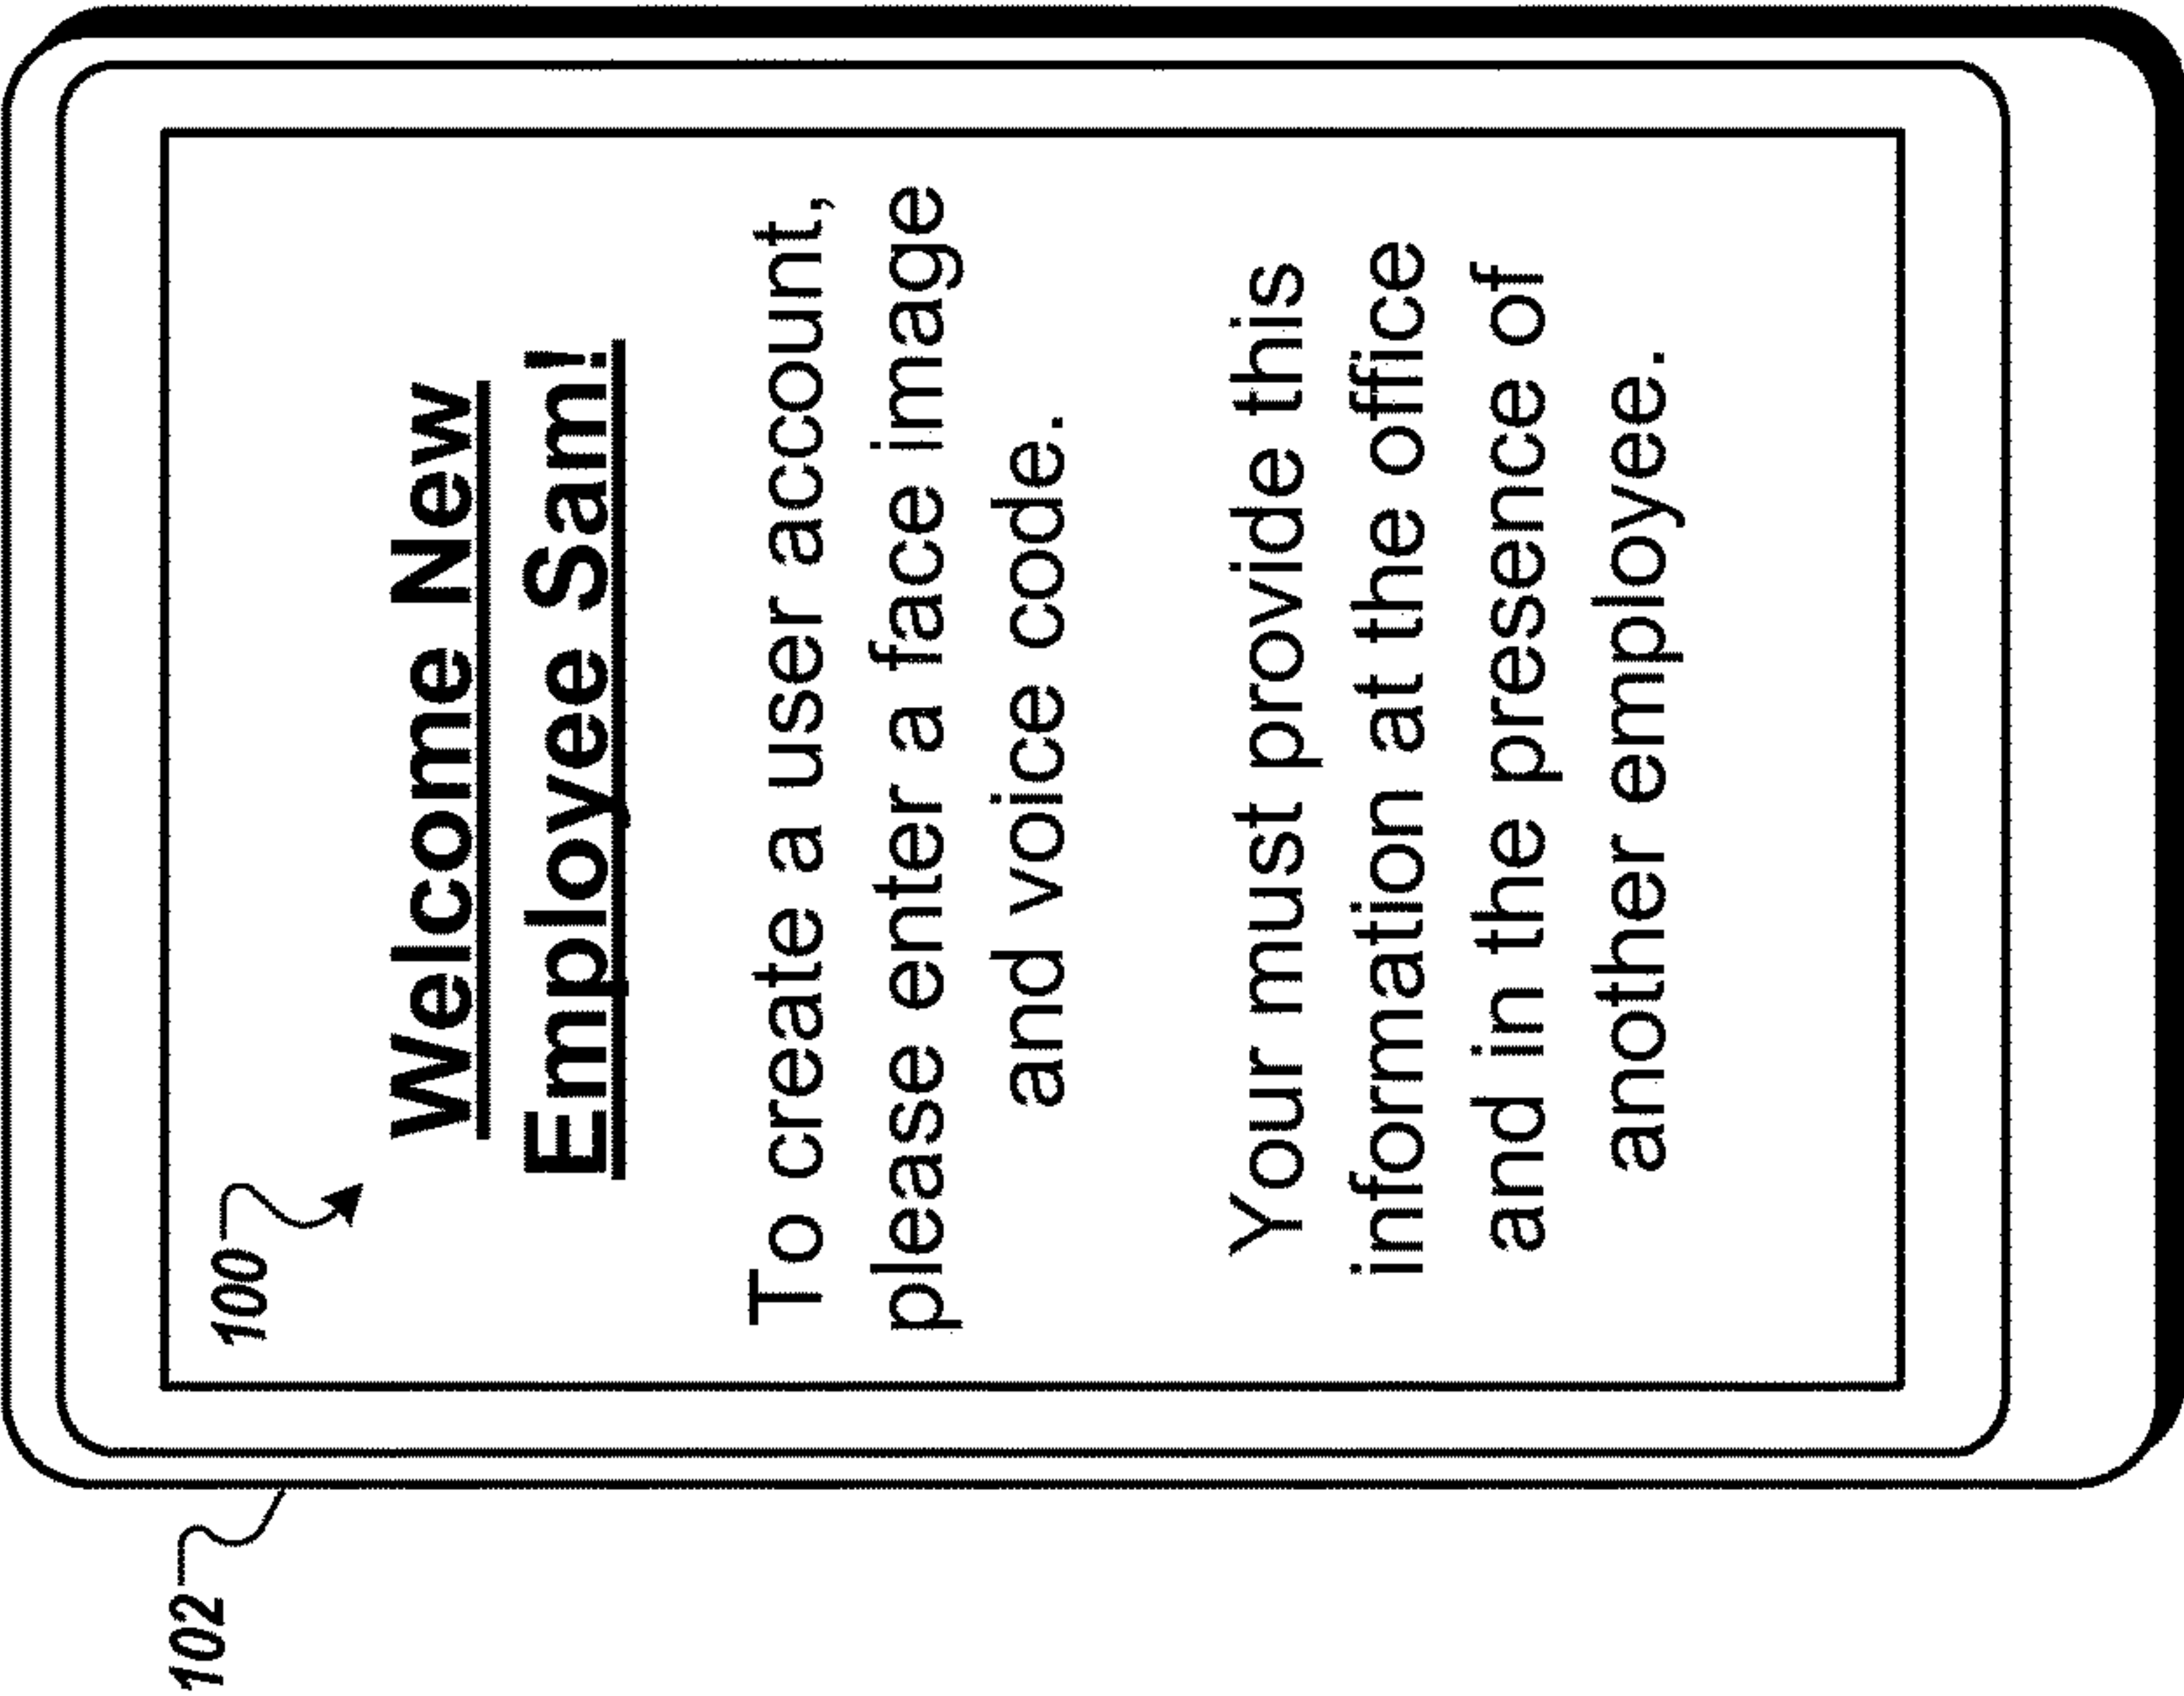 100
Welcome New
Employee Sam!
To create a user account,
please enter a face image
and voice code.
Your must provide this
information at the office
and in the presence of
another employee.
102